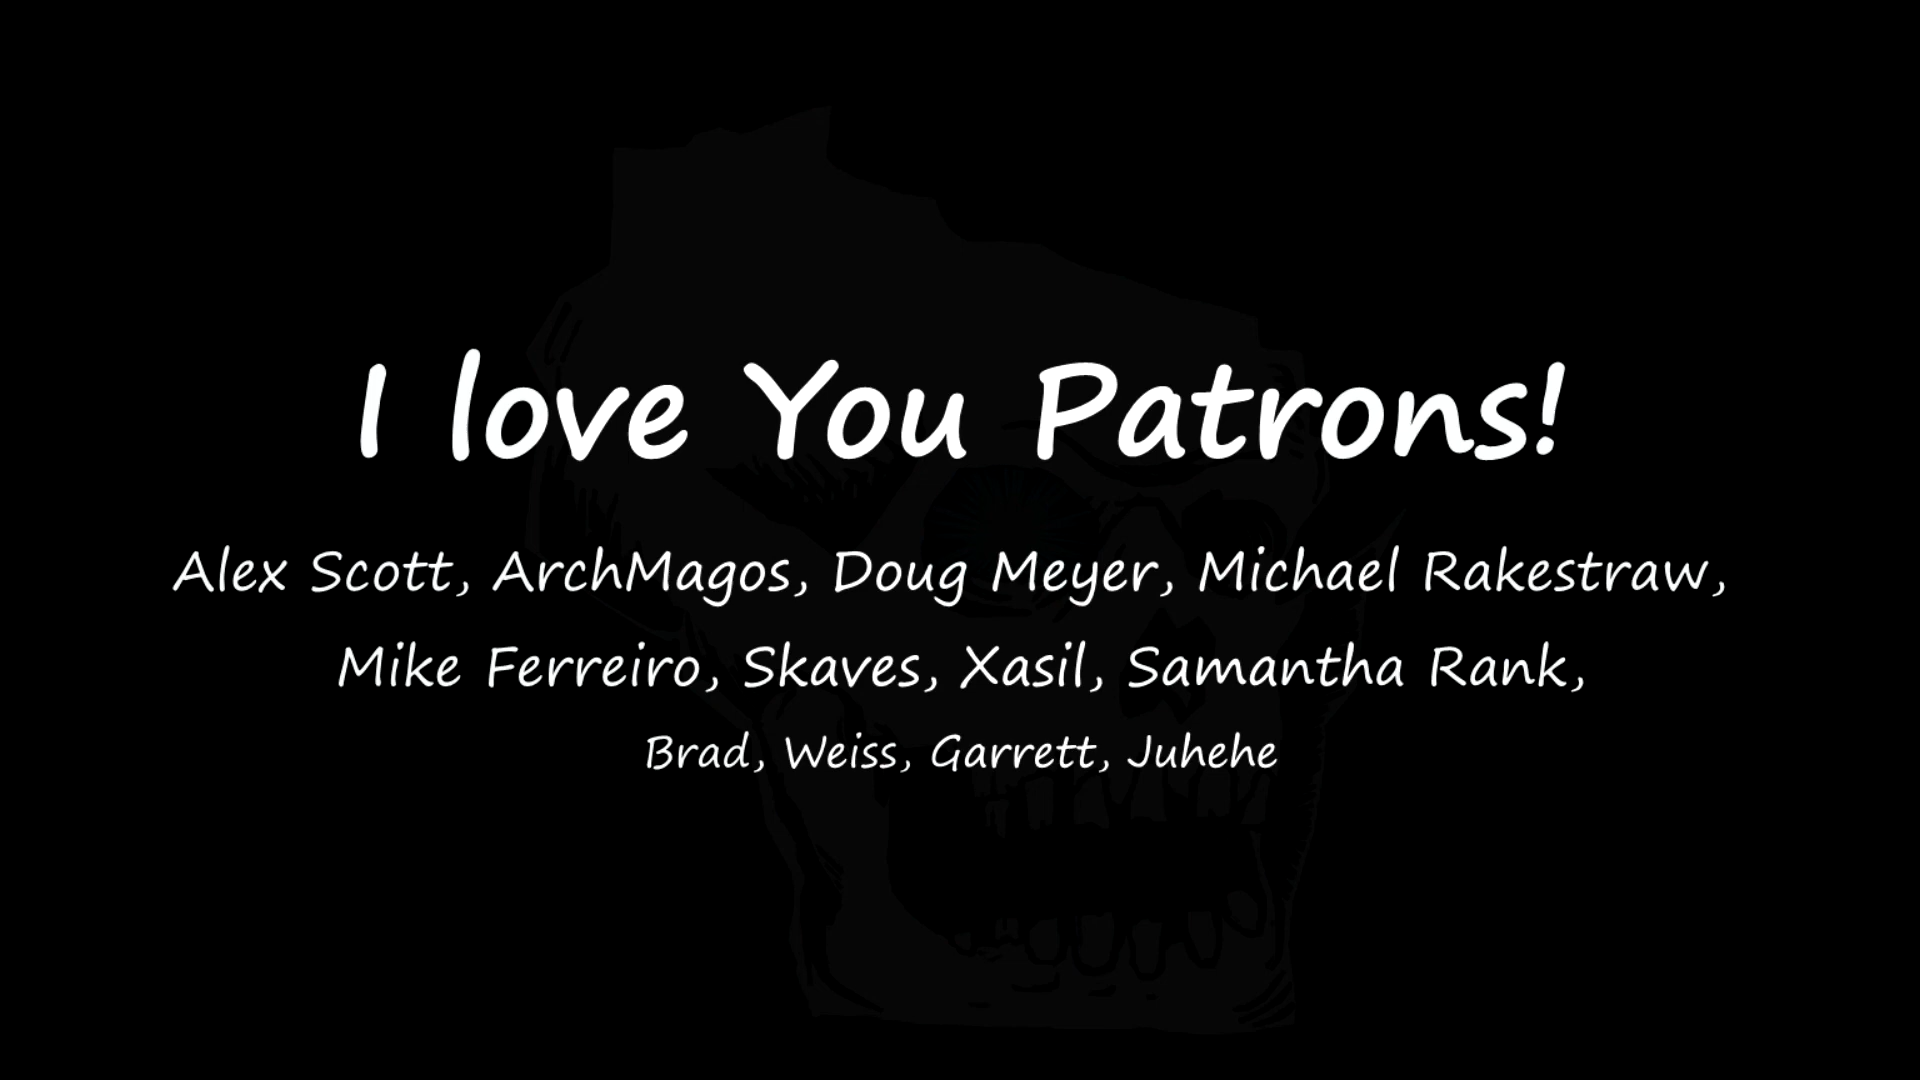 I love You Patrons!
Alex Scott, ArchMagos, Doug Meyer, Michael Rakestraw,
Mike Ferreiro, Skaves, Xasil, Samantha Rank,
Brad, Weiss, Garrett, Juhehe